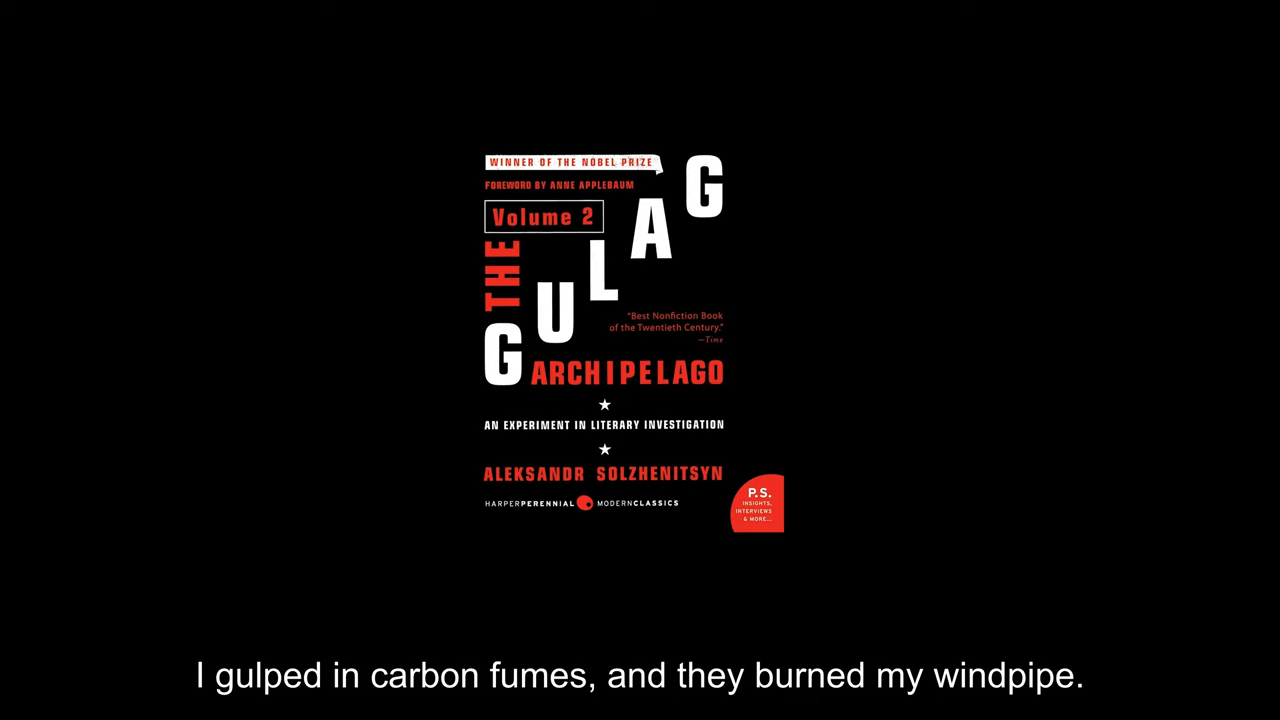 WINNER OF THE NOBEL PRIZE
FOREWORD BY ANNE APPLEBAUM
Volume 2
THE
GULAG
"Best Nonfiction Book
of the Twentieth Century."
—Time
ARCHIPELAGO
AN EXPERIMENT IN LITERARY INVESTIGATION
ALEKSANDR SOLZHENITSYN
HARPERPERENNIAL MODERNCLASSICS
P.S.
INSIGHTS,
INTERVIEWS
& MORE...
I gulped in carbon fumes, and they burned my windpipe.